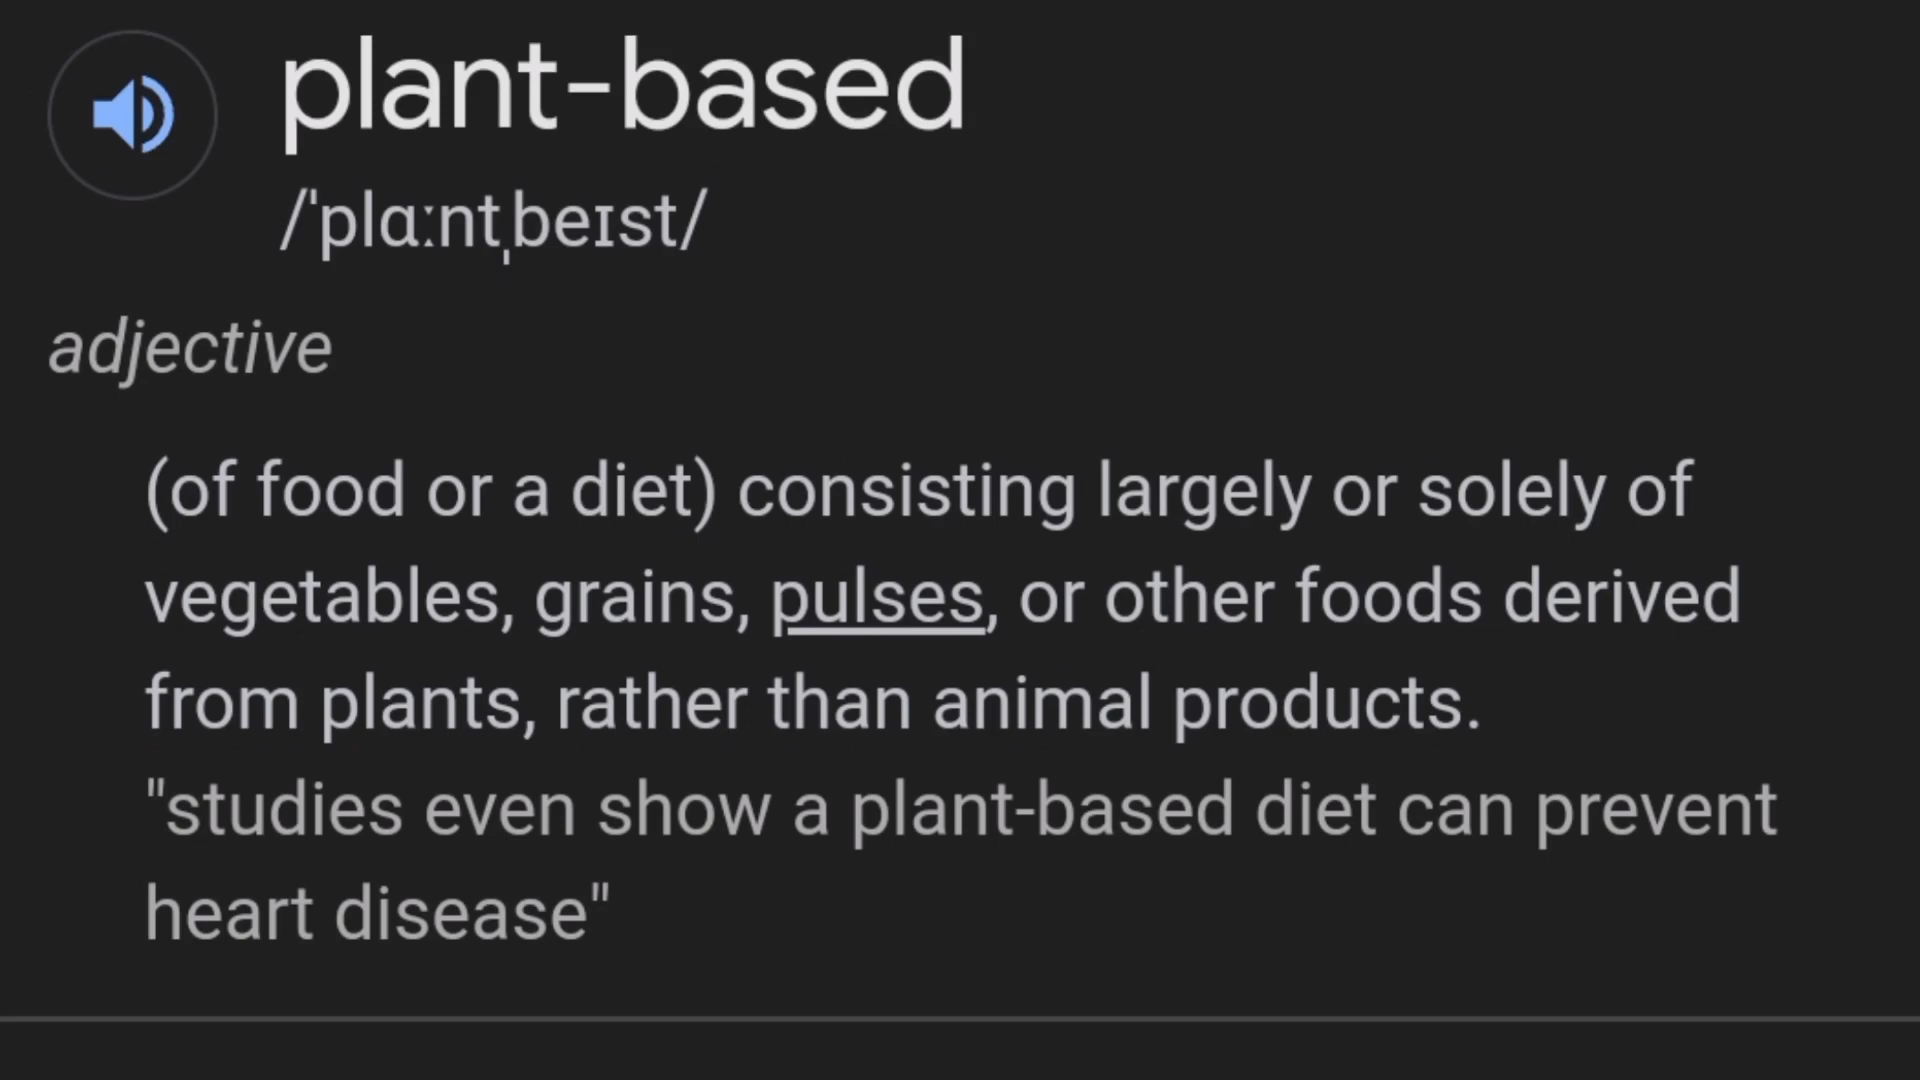 plant-based
/ˈplɑːntˌbeɪst/
adjective
(of food or a diet) consisting largely or solely of
vegetables, grains, pulses, or other foods derived
from plants, rather than animal products.
"studies even show a plant-based diet can prevent
heart disease"